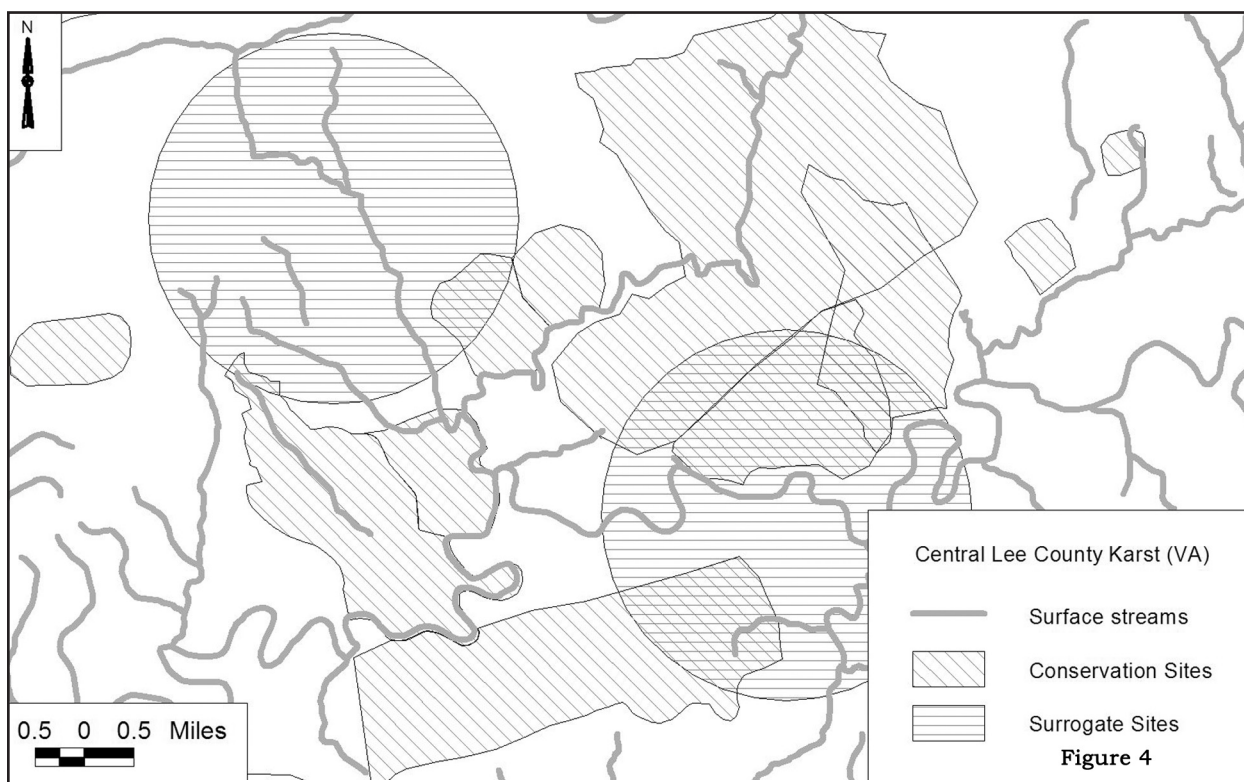 N
Central Lee County Karst (VA)
Surface streams
Conservation Sites
Surrogate Sites
Figure 4
0.5 0 0.5 Miles